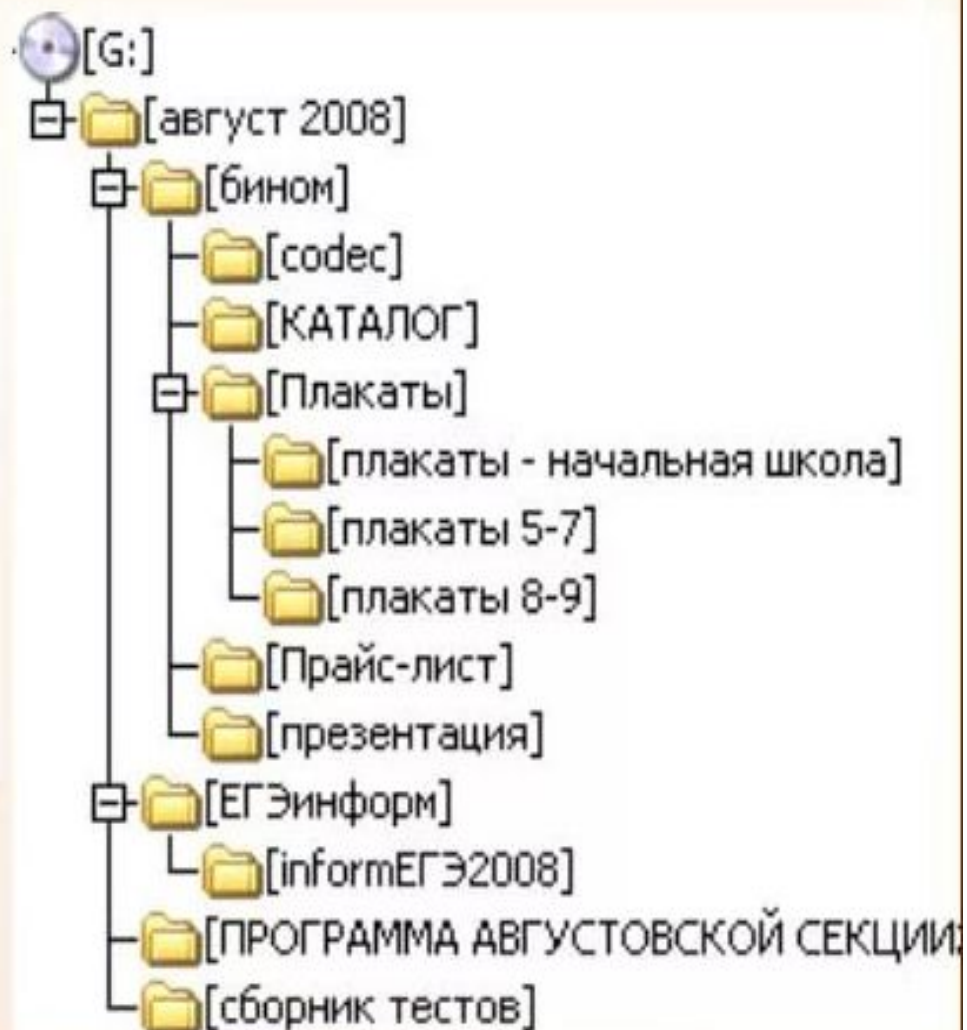 [G:]
[август 2008]
[бином]
[codec]
[КАТАЛОГ]
[Плакаты]
[плакаты - начальная школа]
[плакаты 5-7]
[плакаты 8-9]
[Прайс-лист]
[презентация]
[ЕГЭинформ]
[informЕГЭ2008]
[ПРОГРАММА АВГУСТОВСКОЙ СЕКЦИИ
[сборник тестов]